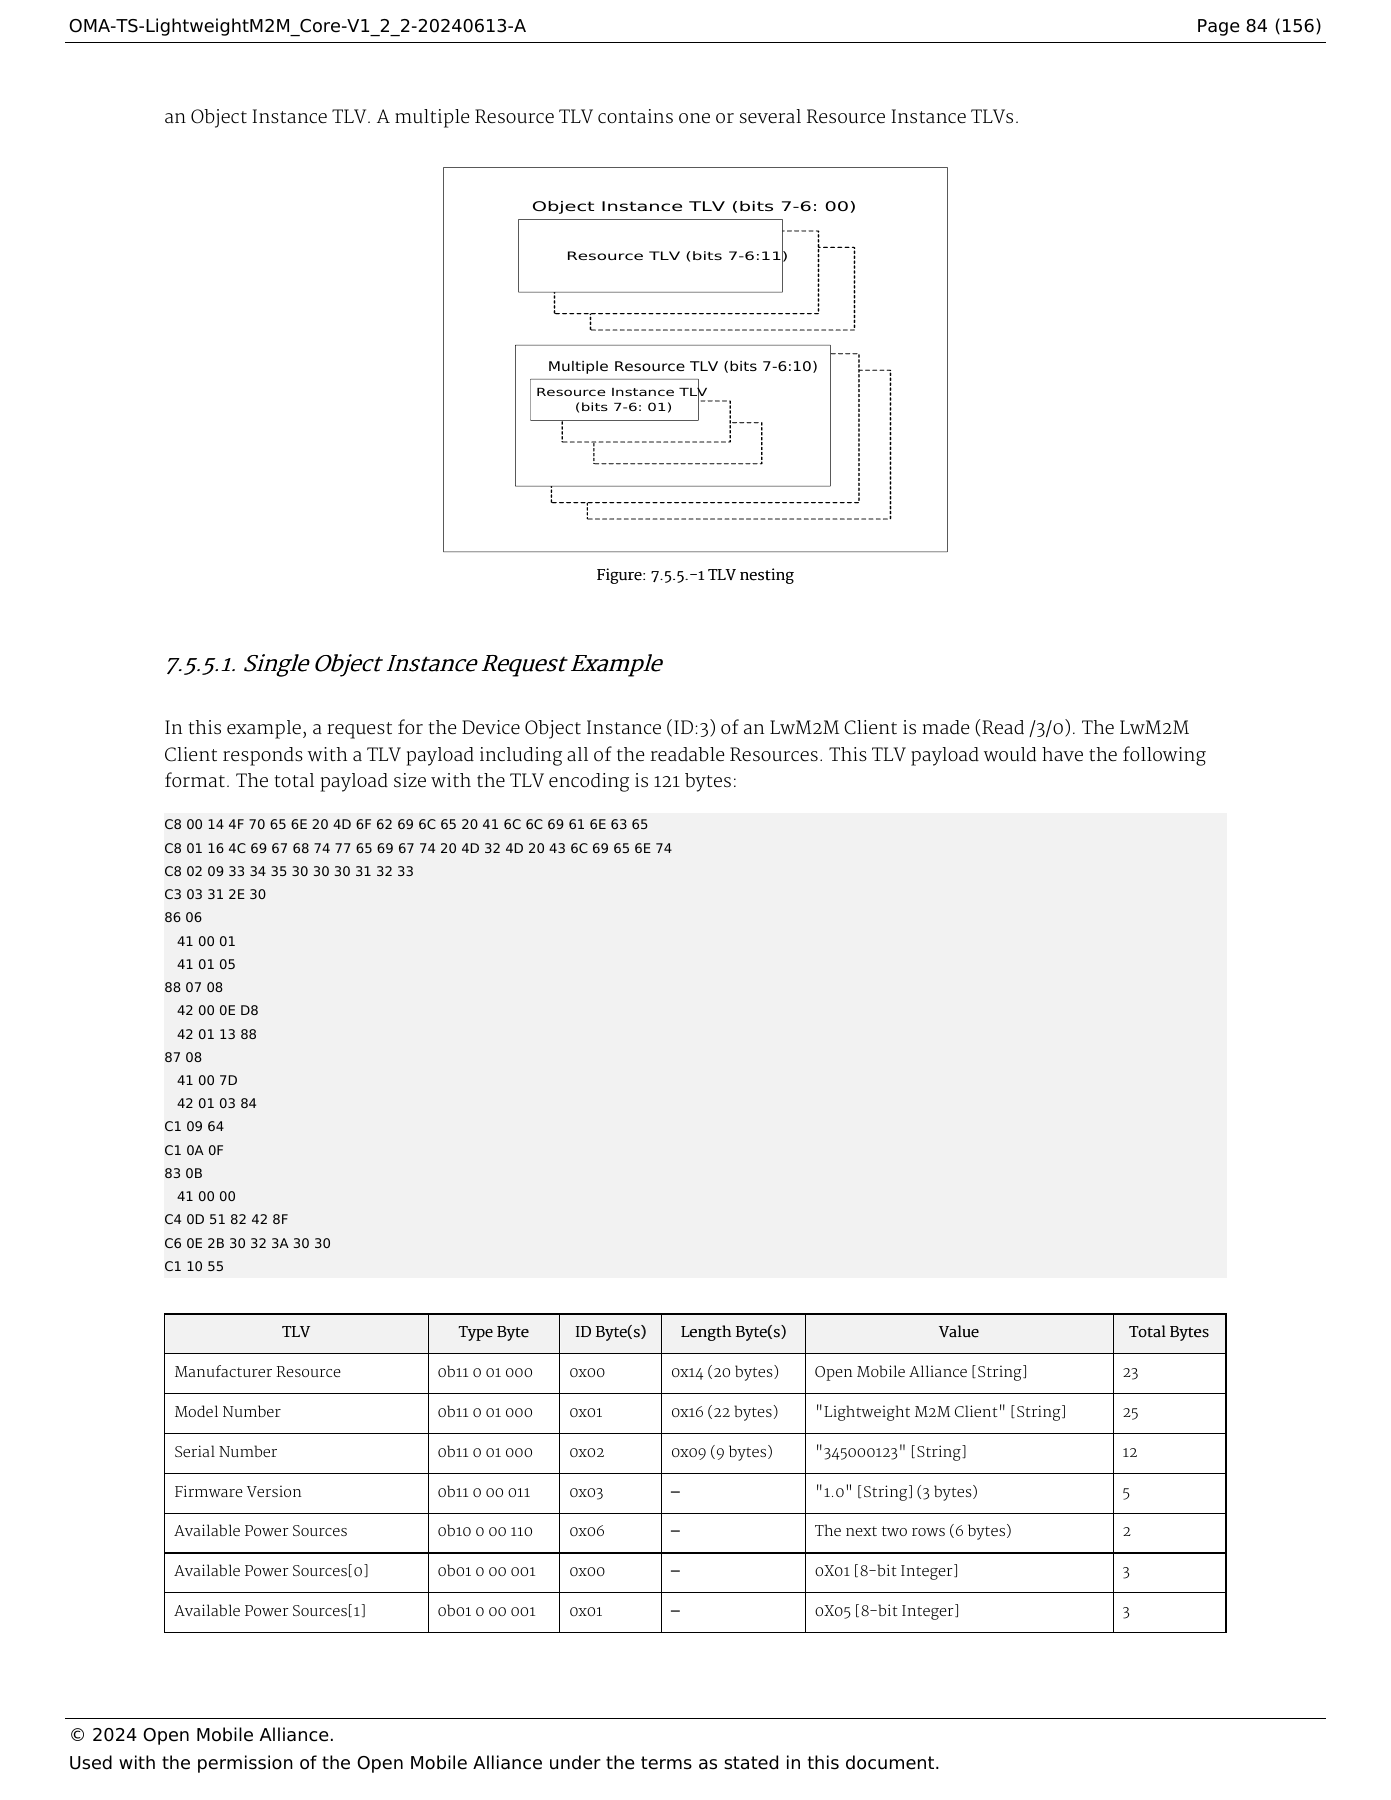 OMA-TS-LightweightM2M_Core-V1_2_2-20240613-A Page 84 (156)
an Object Instance TLV. A multiple Resource TLV contains one or several Resource Instance TLVs.
Object Instance TLV (bits 7-6: 00)
Resource TLV (bits 7-6:11)
Multiple Resource TLV (bits 7-6:10)
Resource Instance TLV
(bits 7-6: 01)
Figure: 7.5.5.-1 TLV nesting
7.5.5.1. Single Object Instance Request Example
In this example, a request for the Device Object Instance (ID:3) of an LwM2M Client is made (Read /3/0). The LwM2M
Client responds with a TLV payload including all of the readable Resources. This TLV payload would have the following
format. The total payload size with the TLV encoding is 121 bytes:
C8 00 14 4F 70 65 6E 20 4D 6F 62 69 6C 65 20 41 6C 6C 69 61 6E 63 65
C8 01 16 4C 69 67 68 74 77 65 69 67 74 20 4D 32 4D 20 43 6C 69 65 6E 74
C8 02 09 33 34 35 30 30 30 31 32 33
C3 03 31 2E 30
86 06
41 00 01
41 01 05
88 07 08
42 00 0E D8
42 01 13 88
87 08
41 00 7D
42 01 03 84
C1 09 64
C1 0A 0F
83 0B
41 00 00
C4 0D 51 82 42 8F
C6 0E 2B 30 32 3A 30 30
C1 10 55
TLV Type Byte ID Byte(s) Length Byte(s) Value Total Bytes
Manufacturer Resource 0b11 0 01 000 0x00 0x14 (20 bytes) Open Mobile Alliance [String] 23
Model Number 0b11 0 01 000 0x01 0x16 (22 bytes) "Lightweight M2M Client" [String] 25
Serial Number 0b11 0 01 000 0x02 0x09 (9 bytes) "345000123" [String] 12
Firmware Version 0b11 0 00 011 0x03 – "1.0" [String] (3 bytes) 5
Available Power Sources 0b10 0 00 110 0x06 – The next two rows (6 bytes) 2
Available Power Sources[0] 0b01 0 00 001 0x00 – 0X01 [8-bit Integer] 3
Available Power Sources[1] 0b01 0 00 001 0x01 – 0X05 [8-bit Integer] 3
© 2024 Open Mobile Alliance.
Used with the permission of the Open Mobile Alliance under the terms as stated in this document.